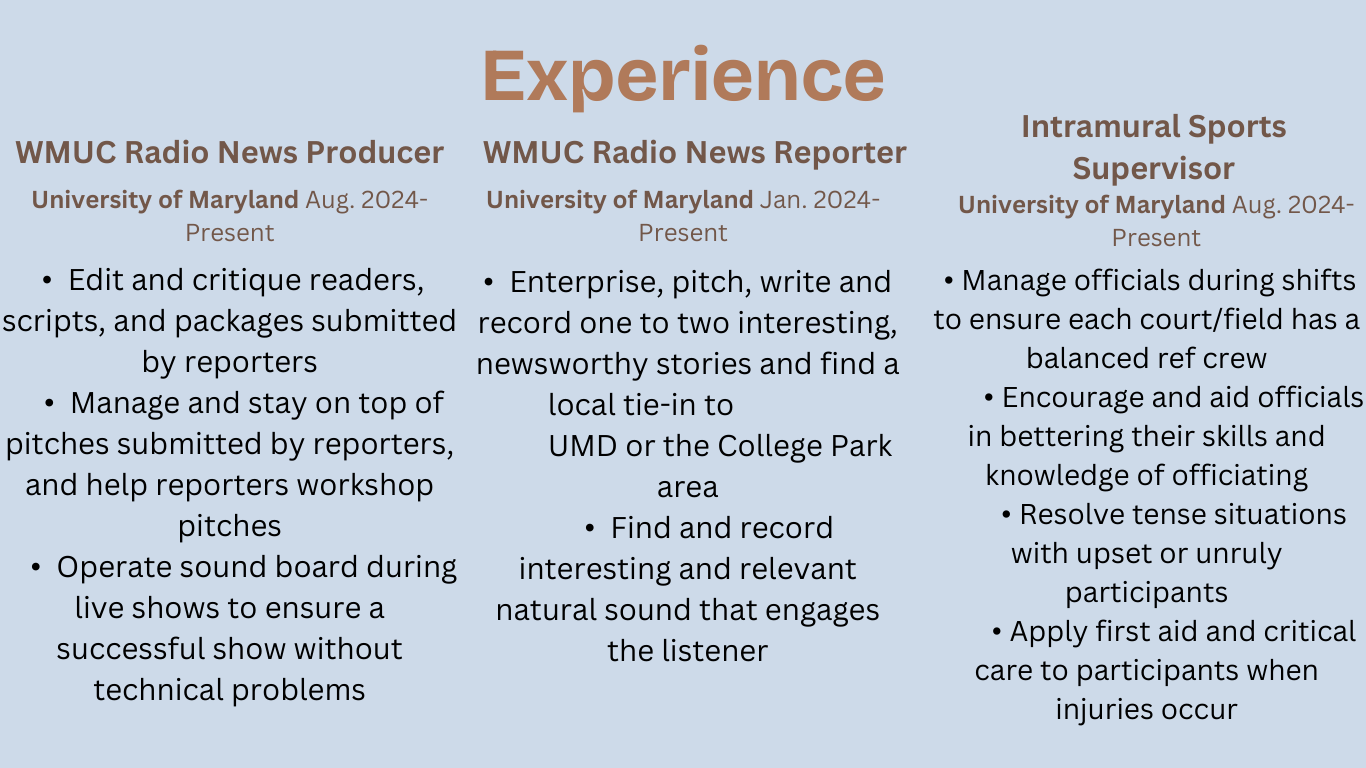 Experience
WMUC Radio News Producer
University of Maryland Aug. 2024-
Present
• Edit and critique readers,
scripts, and packages submitted
by reporters
• Manage and stay on top of
pitches submitted by reporters,
and help reporters workshop
pitches
• Operate sound board during
live shows to ensure a
successful show without
technical problems
WMUC Radio News Reporter
University of Maryland Jan. 2024-
Present
• Enterprise, pitch, write and
record one to two interesting,
newsworthy stories and find a
local tie-in to
UMD or the College Park
area
• Find and record
interesting and relevant
natural sound that engages
the listener
Intramural Sports
Supervisor
University of Maryland Aug. 2024-
Present
• Manage officials during shifts
to ensure each court/field has a
balanced ref crew
• Encourage and aid officials
in bettering their skills and
knowledge of officiating
• Resolve tense situations
with upset or unruly
participants
• Apply first aid and critical
care to participants when
injuries occur